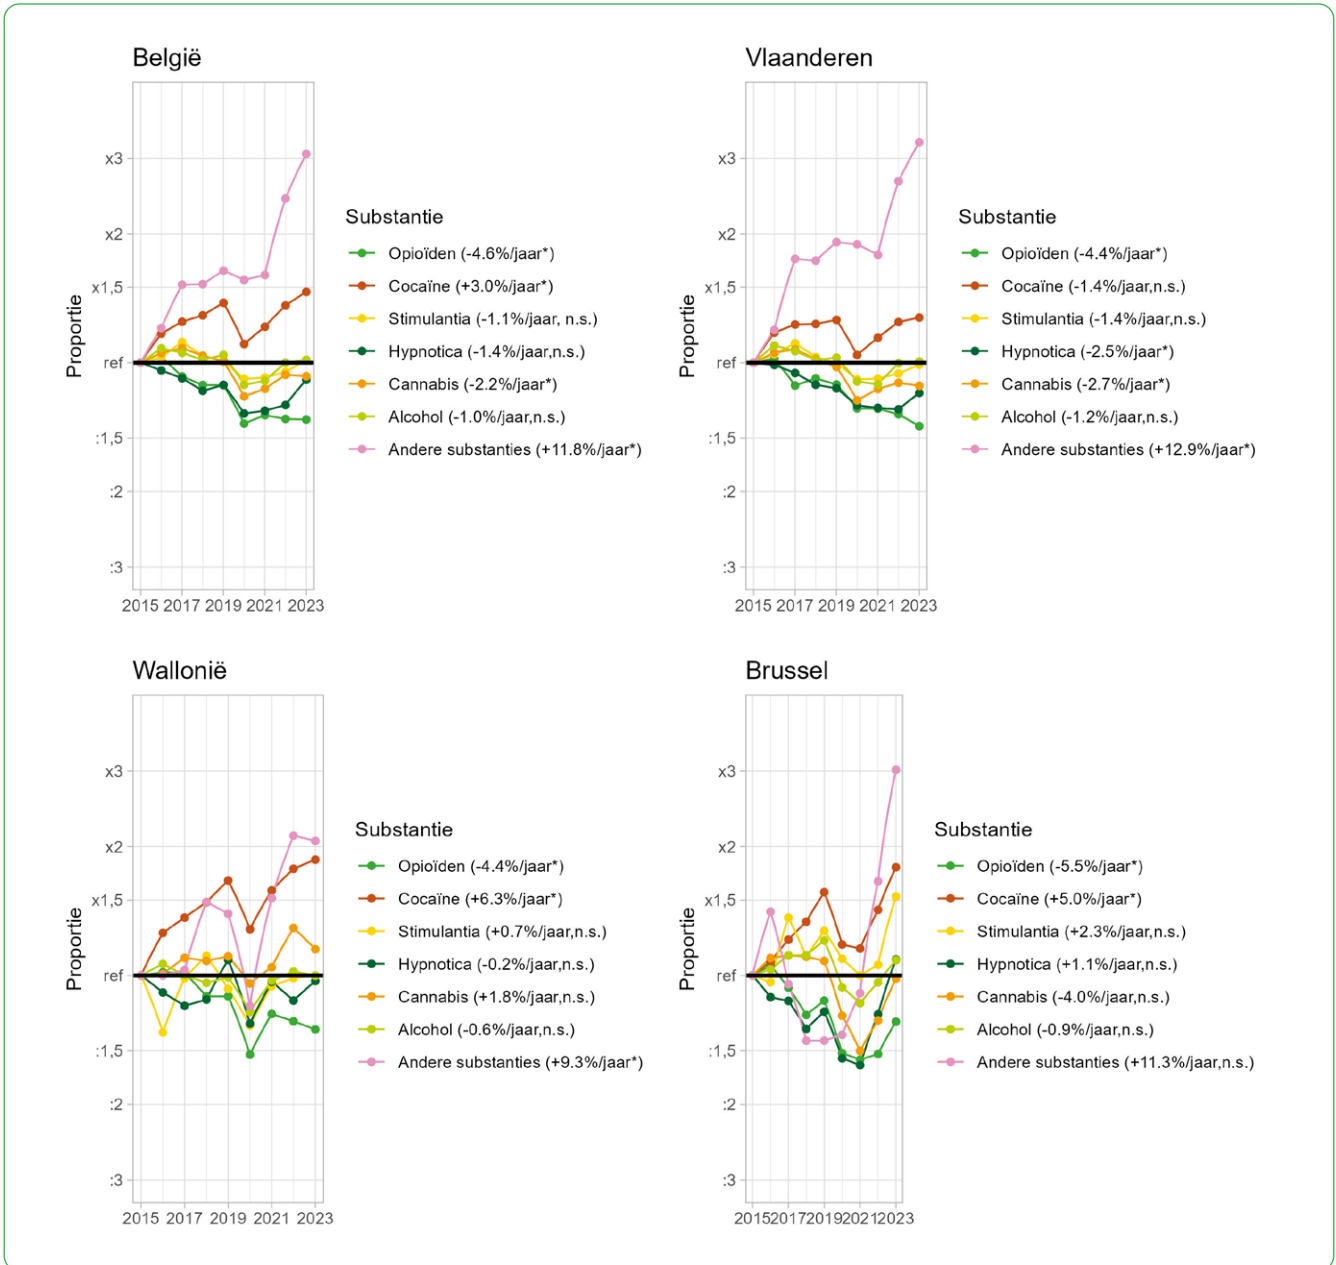 België
Proportie
x3
x2
x1,5
ref
:1,5
:2
:3
2015 2017 2019 2021 2023
Substantie
Opioïden (-4.6%/jaar*)
Cocaïne (+3.0%/jaar*)
Stimulantia (-1.1%/jaar, n.s.)
Hypnotica (-1.4%/jaar,n.s.)
Cannabis (-2.2%/jaar*)
Alcohol (-1.0%/jaar,n.s.)
Andere substanties (+11.8%/jaar*)
Vlaanderen
Proportie
x3
x2
x1,5
ref
:1,5
:2
:3
2015 2017 2019 2021 2023
Substantie
Opioïden (-4.4%/jaar*)
Cocaïne (-1.4%/jaar,n.s.)
Stimulantia (-1.4%/jaar,n.s.)
Hypnotica (-2.5%/jaar*)
Cannabis (-2.7%/jaar*)
Alcohol (-1.2%/jaar,n.s.)
Andere substanties (+12.9%/jaar*)
Wallonië
Proportie
x3
x2
x1,5
ref
:1,5
:2
:3
2015 2017 2019 2021 2023
Substantie
Opioïden (-4.4%/jaar*)
Cocaïne (+6.3%/jaar*)
Stimulantia (+0.7%/jaar,n.s.)
Hypnotica (-0.2%/jaar,n.s.)
Cannabis (+1.8%/jaar,n.s.)
Alcohol (-0.6%/jaar,n.s.)
Andere substanties (+9.3%/jaar*)
Brussel
Proportie
x3
x2
x1,5
ref
:1,5
:2
:3
2015 2017 2019 2021 2023
Substantie
Opioïden (-5.5%/jaar*)
Cocaïne (+5.0%/jaar*)
Stimulantia (+2.3%/jaar,n.s.)
Hypnotica (+1.1%/jaar,n.s.)
Cannabis (-4.0%/jaar,n.s.)
Alcohol (-0.9%/jaar,n.s.)
Andere substanties (+11.3%/jaar,n.s.)